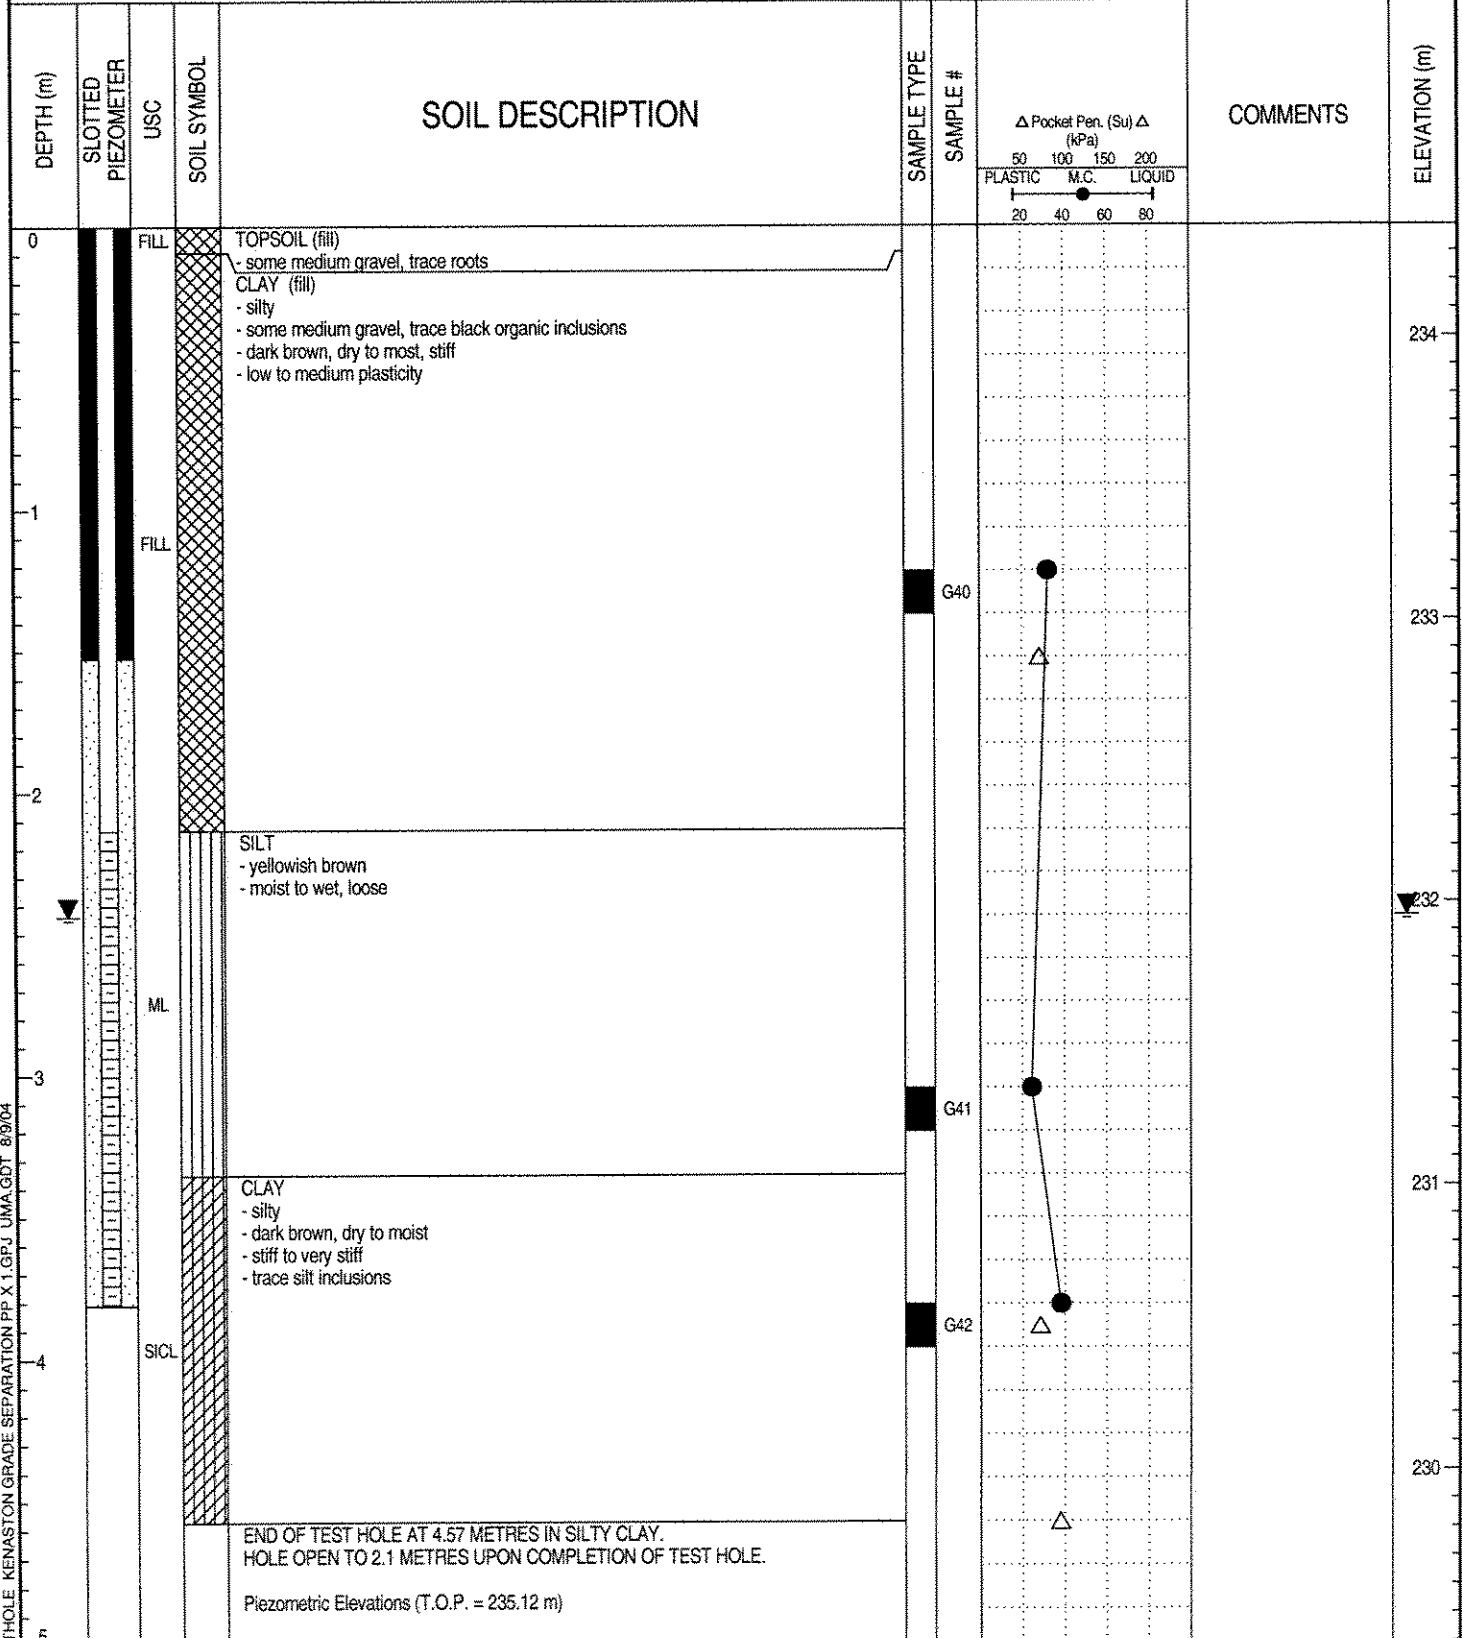 DEPTH (m)
SLOTTED
PIEZOMETER
USC
SOIL SYMBOL
SOIL DESCRIPTION
SAMPLE TYPE
SAMPLE #
△ Pocket Pen. (Su) △
(kPa)
50 100 150 200
PLASTIC M.C. LIQUID
20 40 60 80
COMMENTS
ELEVATION (m)
0
FILL
TOPSOIL (fill)
- some medium gravel, trace roots
CLAY (fill)
- silty
- some medium gravel, trace black organic inclusions
- dark brown, dry to most, stiff
- low to medium plasticity
234
1
FILL
G40
233
2
SILT
- yellowish brown
- moist to wet, loose
232
ML
3
G41
CLAY
- silty
- dark brown, dry to moist
- stiff to very stiff
- trace silt inclusions
231
G42
SICL
4
230
END OF TEST HOLE AT 4.57 METRES IN SILTY CLAY.
HOLE OPEN TO 2.1 METRES UPON COMPLETION OF TEST HOLE.
Piezometric Elevations (T.O.P. = 235.12 m)
5
THOLE KENASTON GRADE SEPARATION PP X 1.GPJ UMA.GDT 8/9/04